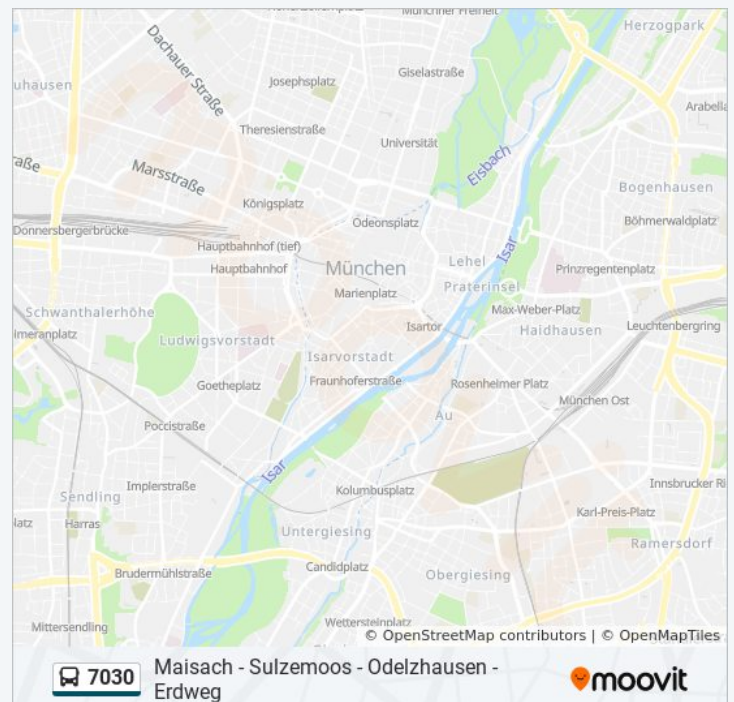 Münchner Freiheit
Herzogpark
Dachauer Straße
Giselastraße
Josephsplatz
uhausen
Arabella
Theresienstraße
Universität
Eisbach
aße
Marsstraße
Bogenhausen
Königsplatz
Odeonsplatz
Böhmerwaldplatz
Donnersbergerbrücke
Isar
Hauptbahnhof (tief)
Lehel
Hauptbahnhof
München
Prinzregentenplatz
Praterinsel
Marienplatz
Max-Weber-Platz
Schwanthalerhöhe
Isartor
Haidhausen
Leuchtenbergring
eimeranplatz
Ludwigsvorstadt
Isarvorstadt
Goetheplatz
Fraunhoferstraße
Rosenheimer Platz
München Ost
Au
Poccistraße
Isar
Implerstraße
Kolumbusplatz
Innsbrucker Ri
Sendling
Karl-Preis-Platz
latz
Harras
Untergiesing
Ramersdorf
Candidplatz
Brudermühlstraße
Obergiesing
Wettersteinplatz
Mittersendling
© OpenStreetMap contributors | © OpenMapTiles
7030
Maisach - Sulzemoos - Odelzhausen -
Erdweg
moovit